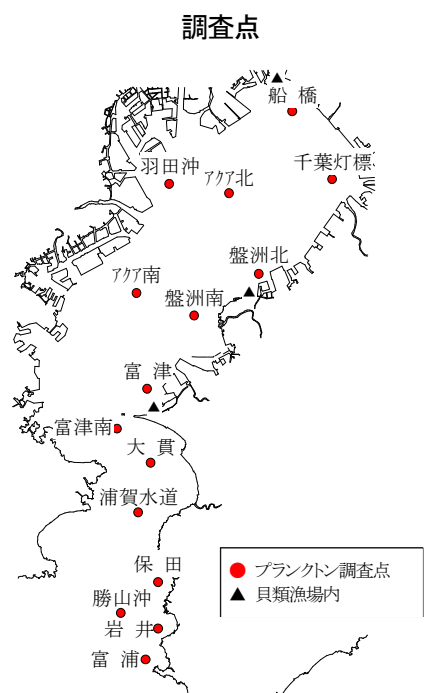 調査点
船 橋
羽田沖
千葉灯標
アクア北
盤洲北
アクア南
盤洲南
富 津
富津南
大 貫
浦賀水道
保 田
勝山沖
岩 井
富 浦
プランクトン調査点
貝類漁場内